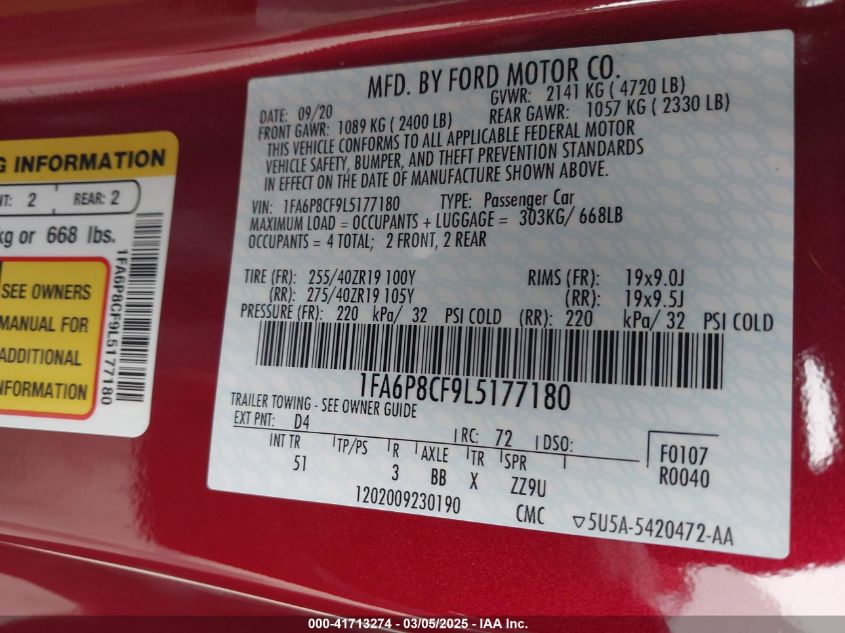 G INFORMATION
NT: 2 REAR: 2
kg or 668 lbs.
SEE OWNERS
MANUAL FOR
ADDITIONAL
1FA6P8CF9L5177180
MFD. BY FORD MOTOR CO.
DATE: 09/20 GVWR: 2141 KG ( 4720 LB)
FRONT GAWR: 1089 KG ( 2400 LB) REAR GAWR: 1057 KG ( 2330 LB)
THIS VEHICLE CONFORMS TO ALL APPLICABLE FEDERAL MOTOR
VEHICLE SAFETY, BUMPER, AND THEFT PREVENTION STANDARDS
IN EFFECT ON THE DATE OF MANUFACTURE SHOWN ABOVE.
VIN: 1FA6P8CF9L5177180 TYPE: Passenger Car
MAXIMUM LOAD = OCCUPANTS + LUGGAGE = 303KG/ 668LB
OCCUPANTS = 4 TOTAL; 2 FRONT, 2 REAR
TIRE (FR): 255/40ZR19 100Y RIMS (FR): 19x9.0J
(RR): 275/40ZR19 105Y (RR): 19x9.5J
PRESSURE (FR): 220 kPa/ 32 PSI COLD (RR): 220 kPa/ 32 PSI COLD
1FA6P8CF9L5177180
TRAILER TOWING - SEE OWNER GUIDE
EXT PNT: D4 RC: 72 DSO:
INT TR TP/PS R AXLE TR SPR
51 3 BB X ZZ9U
F0107
R0040
1202009230190 CMC ▽5U5A-5420472-AA
000-41713274 - 03/05/2025 - IAA Inc.